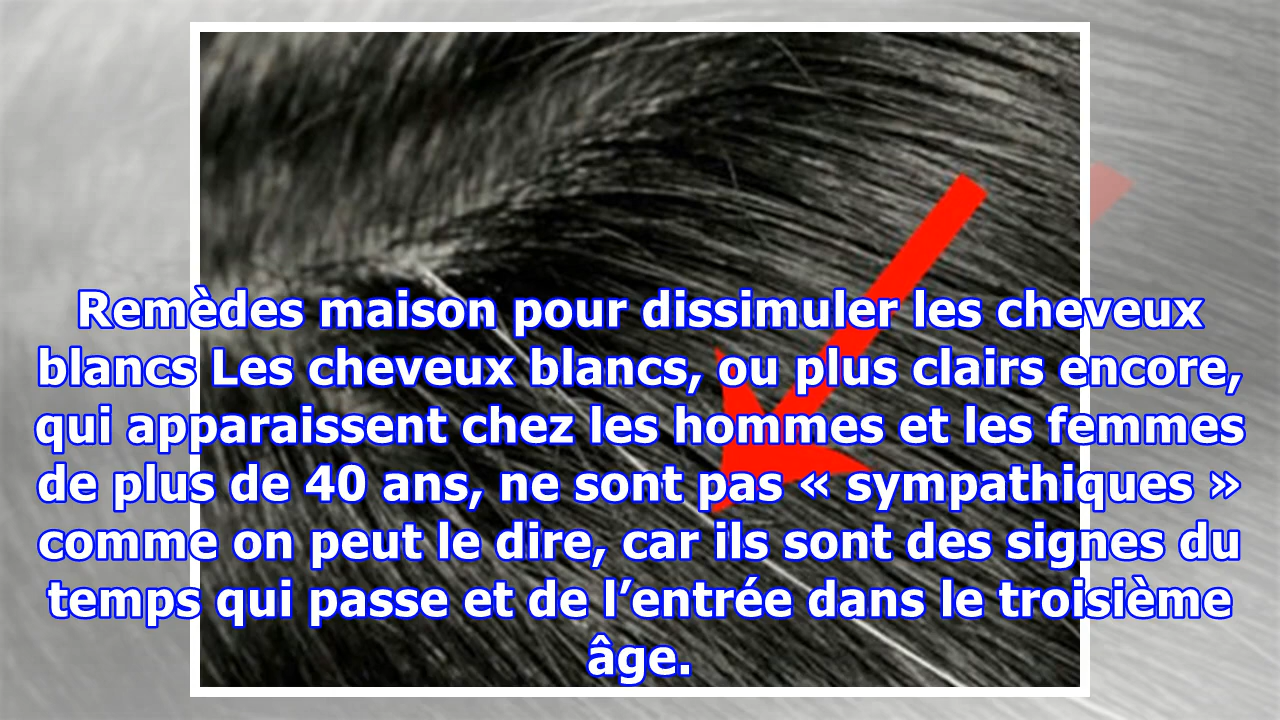 Remèdes maison pour dissimuler les cheveux
blancs Les cheveux blancs, ou plus clairs encore,
qui apparaissent chez les hommes et les femmes
de plus de 40 ans, ne sont pas « sympathiques »
comme on peut le dire, car ils sont des signes du
temps qui passe et de l’entrée dans le troisième
âge.